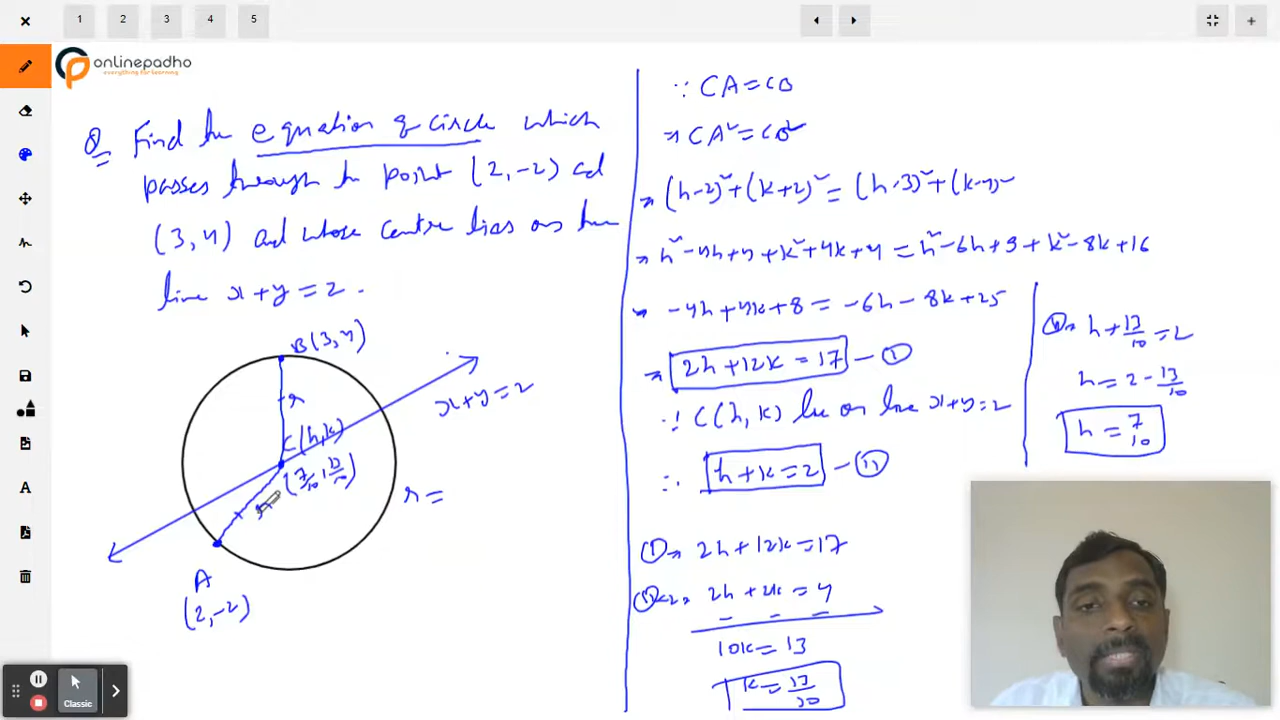 1 2 3 4 5
onlinepadho
everything for learning
Q Find the equation of circle which
passes through the point (2,-2) and
(3,4) and whose centre lies on the
line x+y=2.
B(3,4)
r
x+y=2
C(h,k)
(7/10, 13/10)
r=
A
(2,-2)
∵ CA=CB
⇒ CA²=CB²
⇒ (h-2)²+(k+2)²=(h-3)²+(k-4)²
⇒ h²-4h+4+k²+4k+4=h²-6h+9+k²-8k+16
⇒ -4h+4k+8=-6h-8k+25
⇒ 2h+12k=17 - ①
∵ C(h,k) lie on line x+y=2
∴ h+k=2 - ⑪
① ⇒ 2h+12k=17
⑪×2 ⇒ 2h+2k=4
- - -
10k=13
k=13/10
⑪ ⇒ h+13/10=2
h=2-13/10
h=7/10
Classic